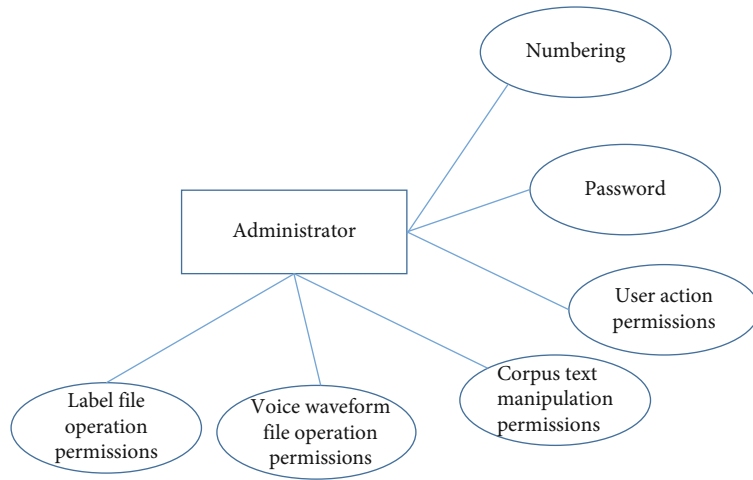 Numbering
Password
Administrator
User action
permissions
Corpus text
manipulation
permissions
Label file
operation
permissions
Voice waveform
file operation
permissions